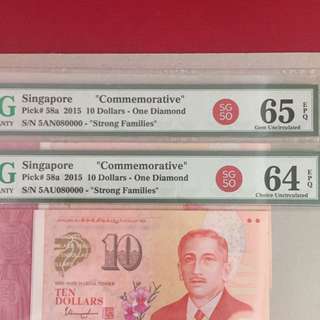 G Singapore "Commemorative" SG 50 65 EPQ
Pick# 58a 2015 10 Dollars - One Diamond
ANTY S/N 5AN080000 - "Strong Families" Gem Uncirculated
G Singapore "Commemorative" SG 50 64 EPQ
Pick# 58a 2015 10 Dollars - One Diamond
ANTY S/N 5AU080000 - "Strong Families" Choice Uncirculated
10
TEN
DOLLARS